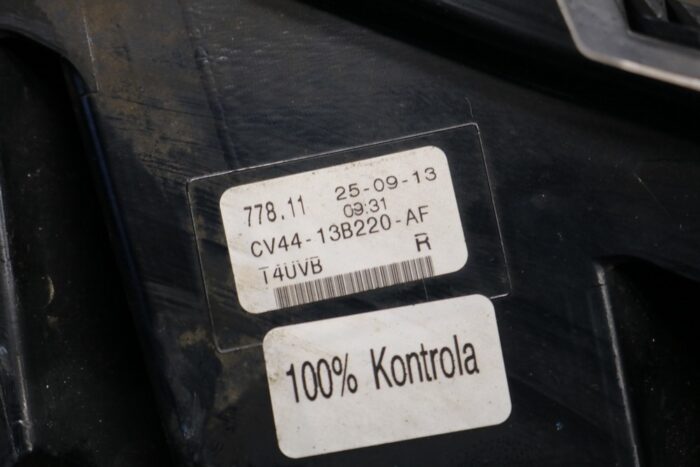 778.11 25-09-13
09:31
CV44-13B220-AF
T4UVB R
100% Kontrola